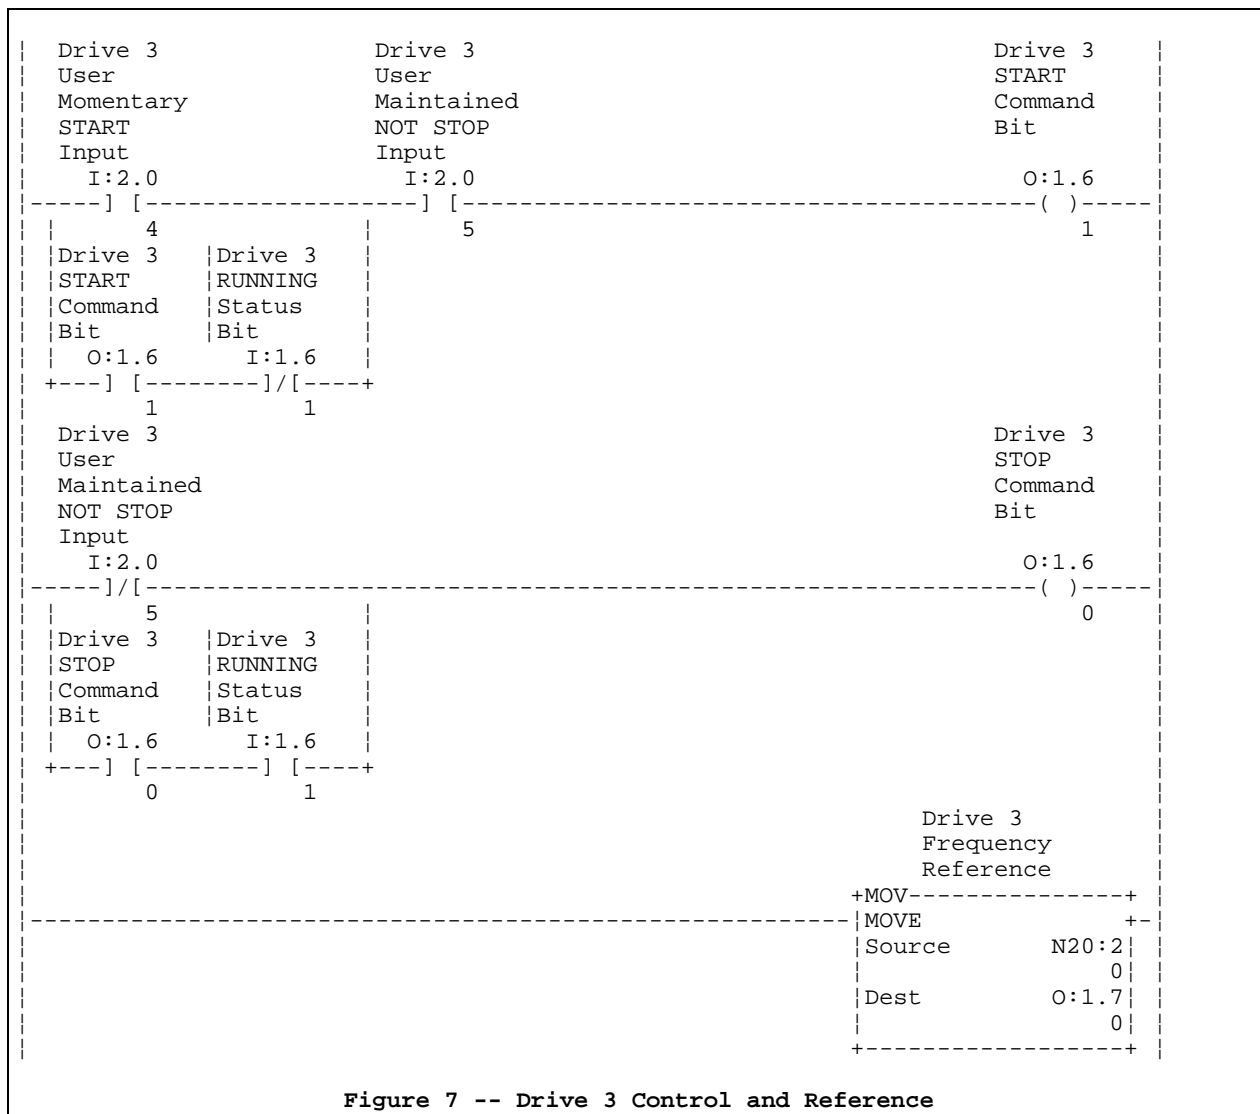 Drive 3 Drive 3 Drive 3
User User START
Momentary Maintained Command
START NOT STOP Bit
Input Input
I:2.0 I:2.0 O:1.6
-----] [-------------------] [----------------------------------------( )-----
4 5 1
Drive 3 Drive 3
START RUNNING
Command Status
Bit Bit
O:1.6 I:1.6
+---] [--------]/[----+
1 1
Drive 3 Drive 3
User STOP
Maintained Command
NOT STOP Bit
Input
I:2.0 O:1.6
-----]/[--------------------------------------------------------------( )-----
5 0
Drive 3 Drive 3
STOP RUNNING
Command Status
Bit Bit
O:1.6 I:1.6
+---] [--------] [----+
0 1
Drive 3
Frequency
Reference
+MOV---------------+
MOVE
Source N20:2
0
Dest O:1.7
0
+------------------+
Figure 7 -- Drive 3 Control and Reference